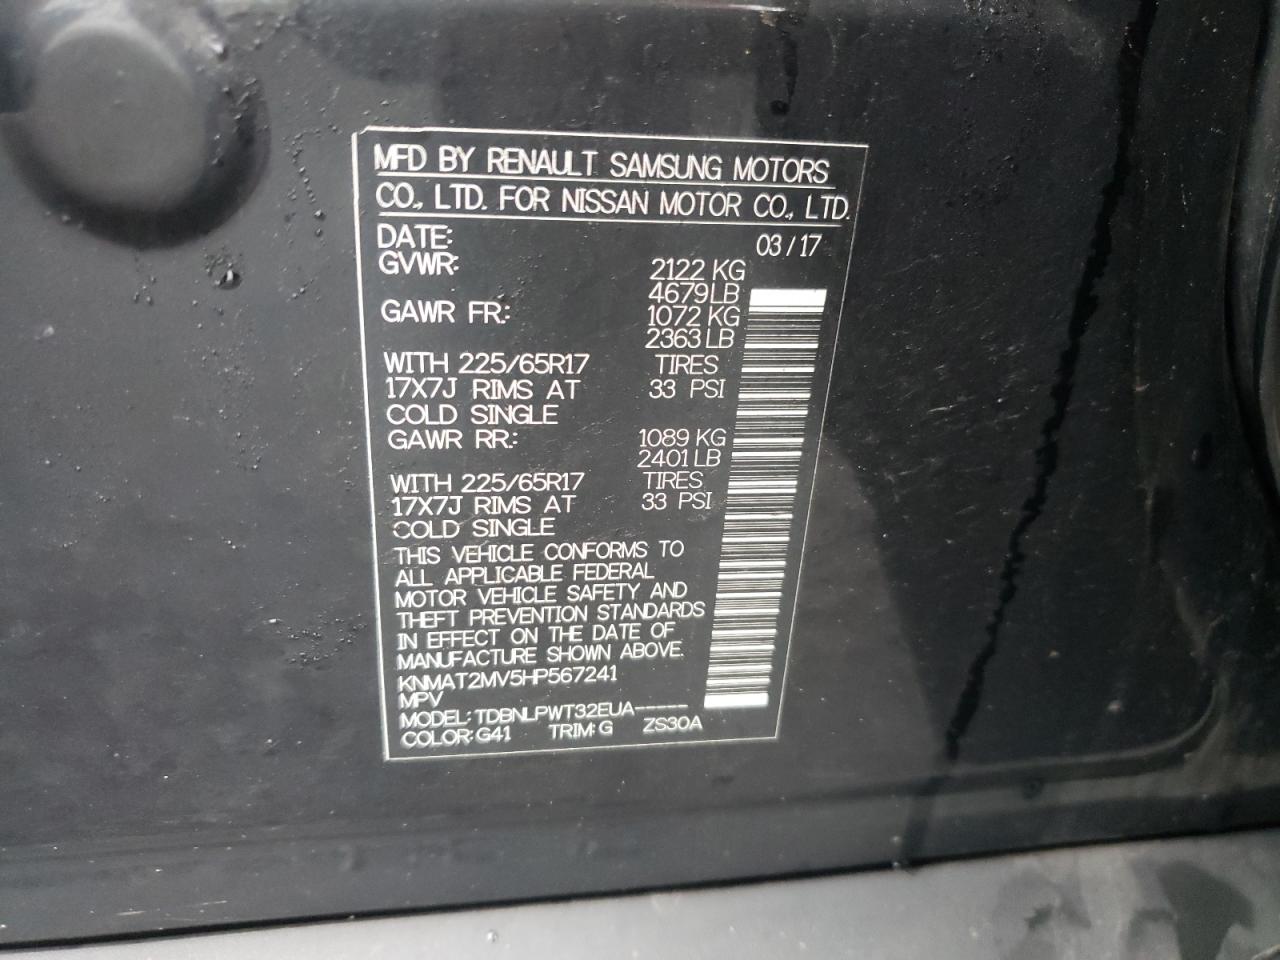 MFD BY RENAULT SAMSUNG MOTORS
CO., LTD. FOR NISSAN MOTOR CO., LTD.
DATE: 03/17
GVWR: 2122 KG
4679 LB
GAWR FR.: 1072 KG
2363 LB
WITH 225/65R17 TIRES
17X7J RIMS AT 33 PSI
COLD SINGLE
GAWR RR.: 1089 KG
2401 LB
WITH 225/65R17 TIRES
17X7J RIMS AT 33 PSI
COLD SINGLE
THIS VEHICLE CONFORMS TO
ALL APPLICABLE FEDERAL
MOTOR VEHICLE SAFETY AND
THEFT PREVENTION STANDARDS
IN EFFECT ON THE DATE OF
MANUFACTURE SHOWN ABOVE.
KNMAT2MV5HP567241
MPV
MODEL: TDBNLPWT32EUA-----
COLOR: G41 TRIM: G ZS30A